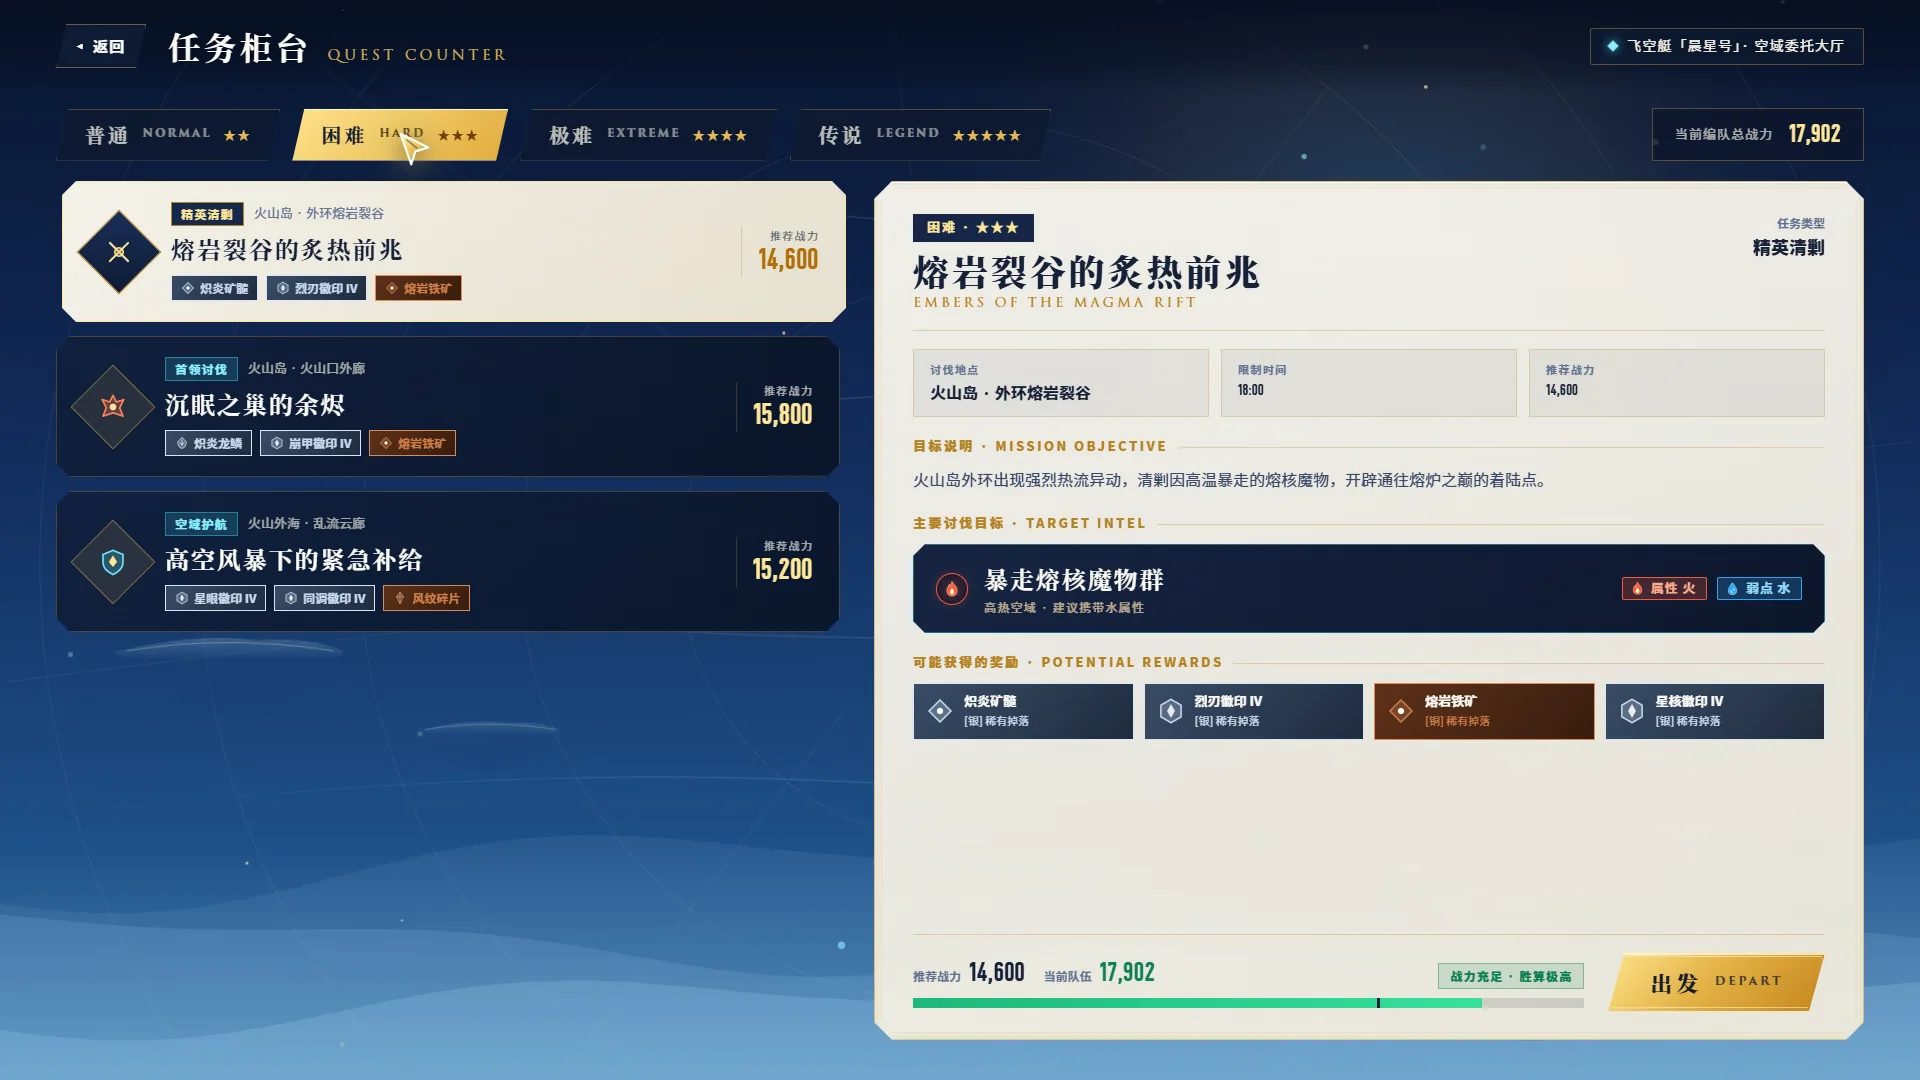 返回
任务柜台 QUEST COUNTER
飞空艇「晨星号」· 空域委托大厅
普通 NORMAL ★★
困难 HARD ★★★
极难 EXTREME ★★★★
传说 LEGEND ★★★★★
当前编队总战力 17,902
精英清剿 火山岛 · 外环熔岩裂谷
熔岩裂谷的炙热前兆
炽炎矿髓 烈刃徽印 IV 熔岩铁矿
推荐战力
14,600
首领讨伐 火山岛 · 火山口外廊
沉眠之巢的余烬
炽炎龙鳞 崩甲徽印 IV 熔岩铁矿
推荐战力
15,800
空域护航 火山外海 · 乱流云廊
高空风暴下的紧急补给
星眼徽印 IV 同调徽印 IV 风纹碎片
推荐战力
15,200
困难 · ★★★
熔岩裂谷的炙热前兆
EMBERS OF THE MAGMA RIFT
任务类型
精英清剿
讨伐地点
火山岛 · 外环熔岩裂谷
限制时间
18:00
推荐战力
14,600
目标说明 · MISSION OBJECTIVE
火山岛外环出现强烈热流异动，清剿因高温暴走的熔核魔物，开辟通往熔炉之巅的着陆点。
主要讨伐目标 · TARGET INTEL
暴走熔核魔物群
高热空域 · 建议携带水属性
属性 火 弱点 水
可能获得的奖励 · POTENTIAL REWARDS
炽炎矿髓
[银] 稀有掉落
烈刃徽印 IV
[银] 稀有掉落
熔岩铁矿
[铜] 稀有掉落
星核徽印 IV
[银] 稀有掉落
推荐战力 14,600 当前队伍 17,902
战力充足 · 胜算极高
出发 DEPART